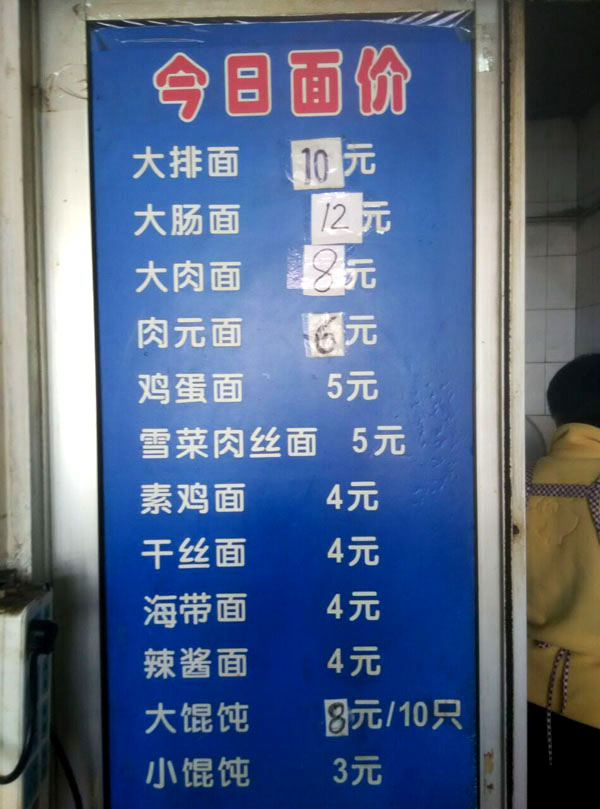 今日面价
大排面 10元
大肠面 12元
大肉面 8元
肉元面 6元
鸡蛋面 5元
雪菜肉丝面 5元
素鸡面 4元
干丝面 4元
海带面 4元
辣酱面 4元
大馄饨 8元/10只
小馄饨 3元